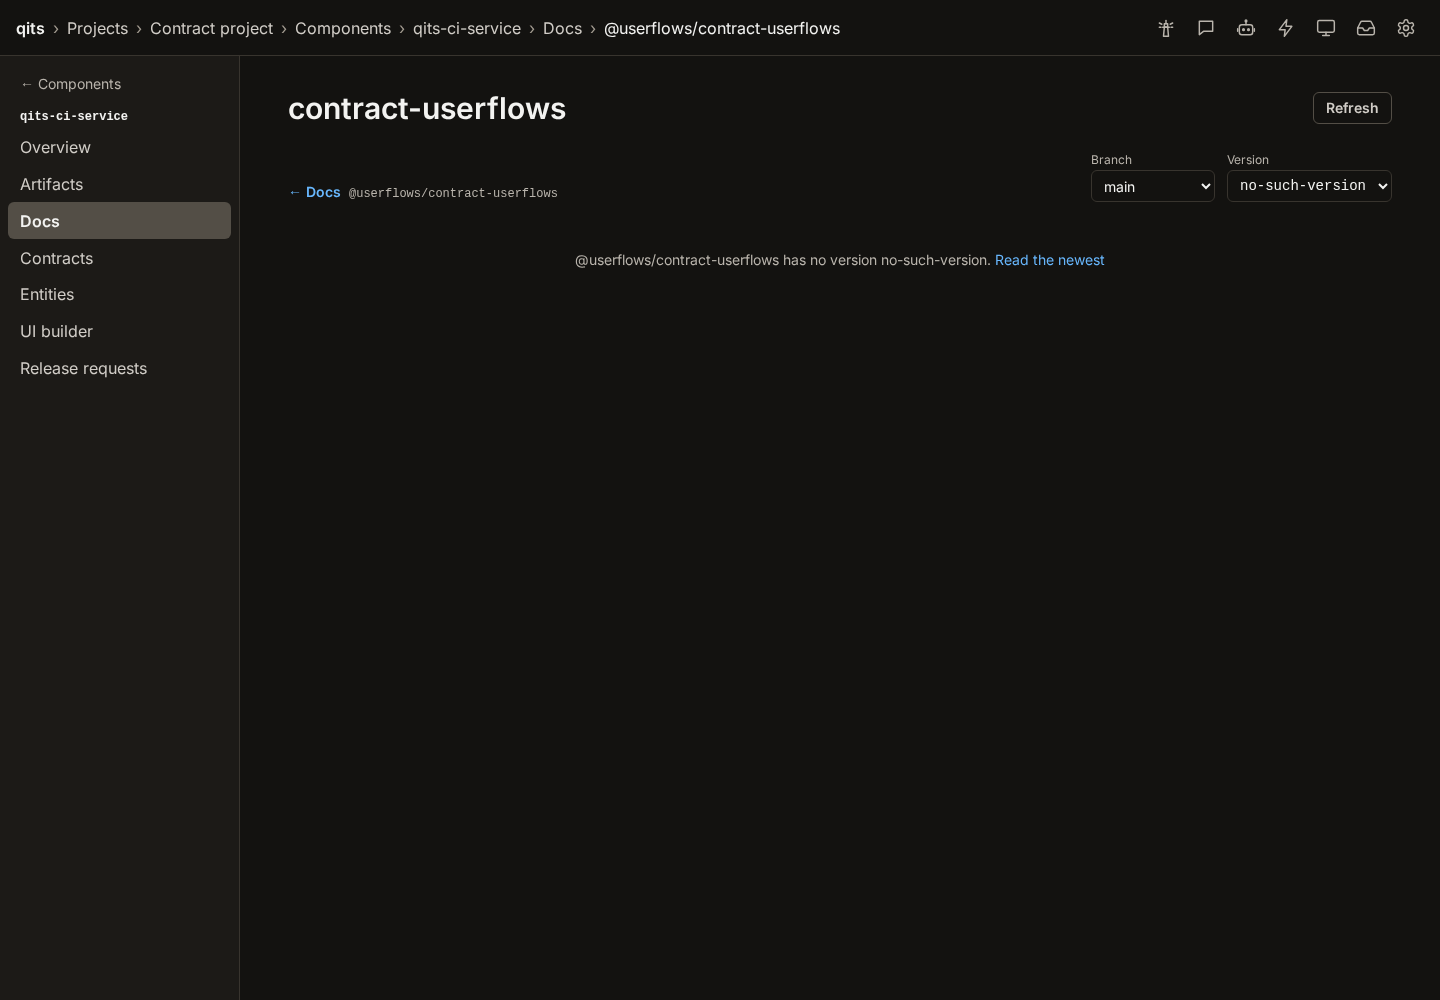 qits › Projects › Contract project › Components › qits-ci-service › Docs › @userflows/contract-userflows
← Components
qits-ci-service
Overview
Artifacts
Docs
Contracts
Entities
UI builder
Release requests
contract-userflows
Refresh
Branch
Version
← Docs @userflows/contract-userflows
main
no-such-version
@userflows/contract-userflows has no version no-such-version. Read the newest